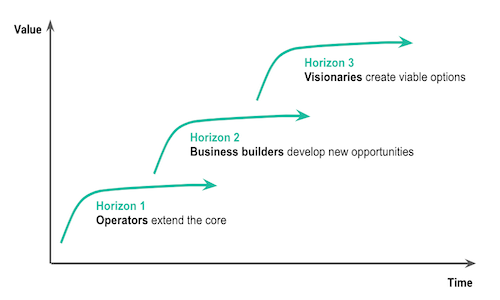 Value
Horizon 3
Visionaries create viable options
Horizon 2
Business builders develop new opportunities
Horizon 1
Operators extend the core
Time